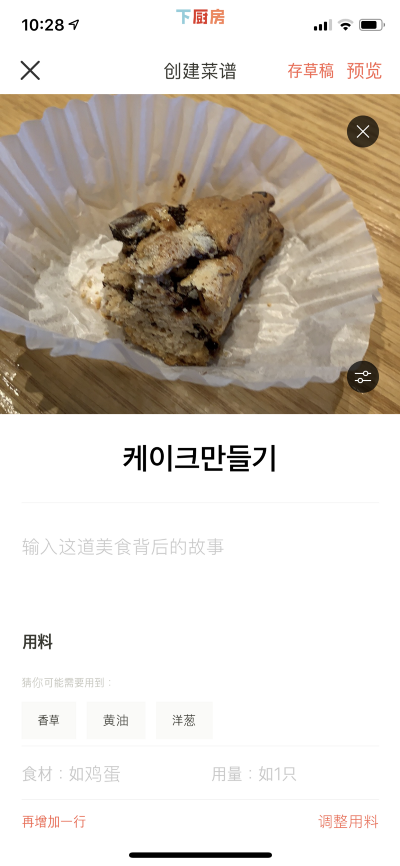 10:28
下厨房
创建菜谱
存草稿 预览
케이크만들기
输入这道美食背后的故事
用料
猜你可能需要用到：
香草 黄油 洋葱
食材：如鸡蛋 用量：如1只
再增加一行 调整用料